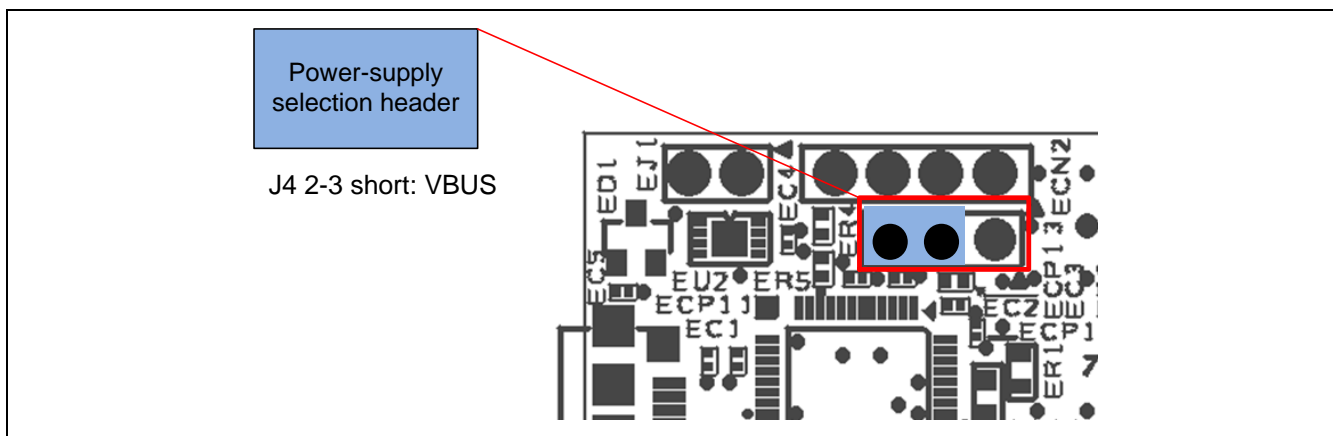 Power-supply
selection header
J4 2-3 short: VBUS
ED1
EJ1
EC4
ECN2
ER4
ECP13
EC3
EC5
EU2
ER5
ECP11
EC1
EC2
ECP1
ER1
7